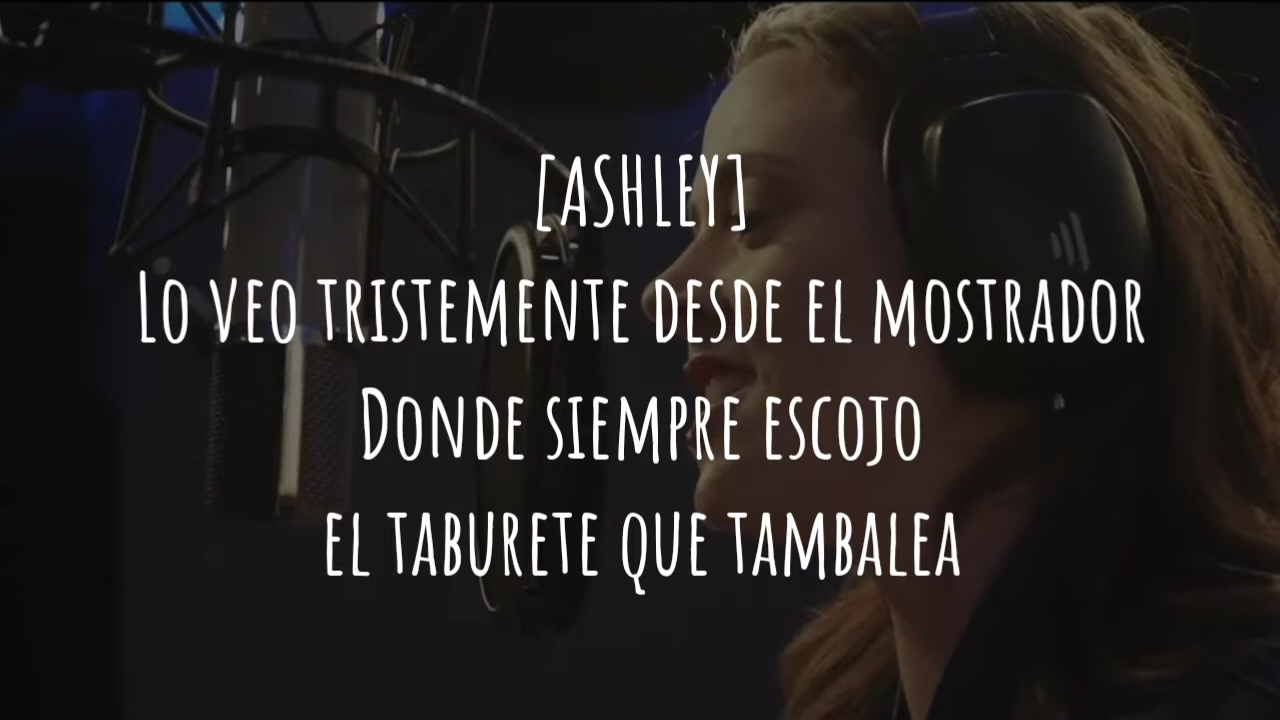 [ASHLEY]
LO VEO TRISTEMENTE DESDE EL MOSTRADOR
DONDE SIEMPRE ESCOJO
EL TABURETE QUE TAMBALEA